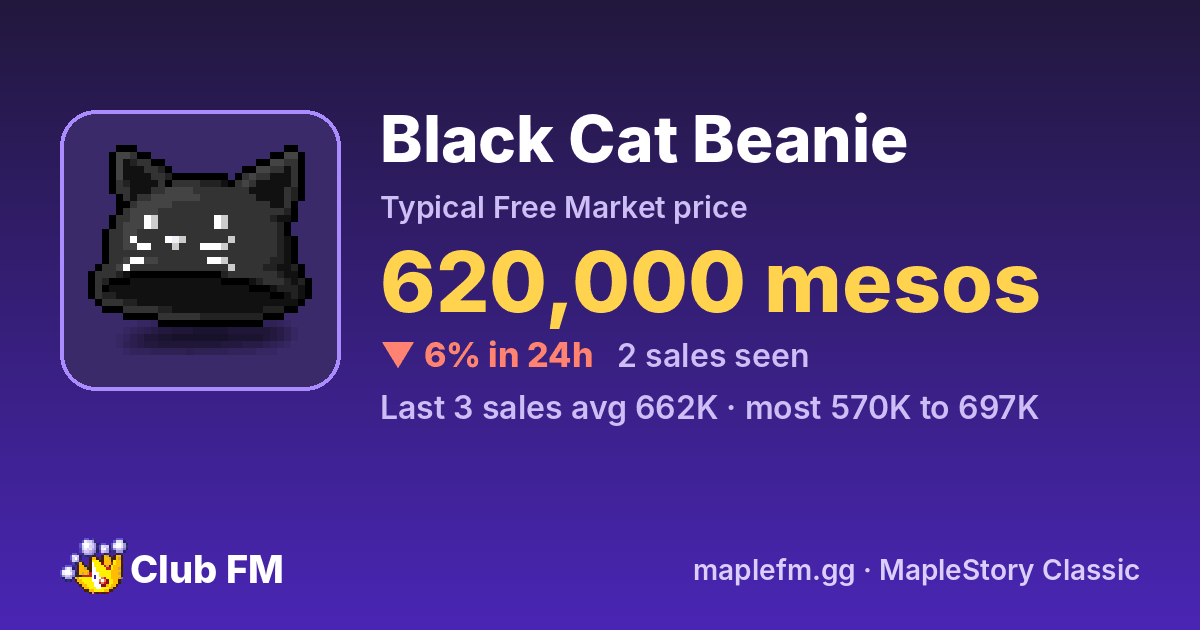 Black Cat Beanie
Typical Free Market price
620,000 mesos
▼ 6% in 24h 2 sales seen
Last 3 sales avg 662K · most 570K to 697K
Club FM
maplefm.gg · MapleStory Classic